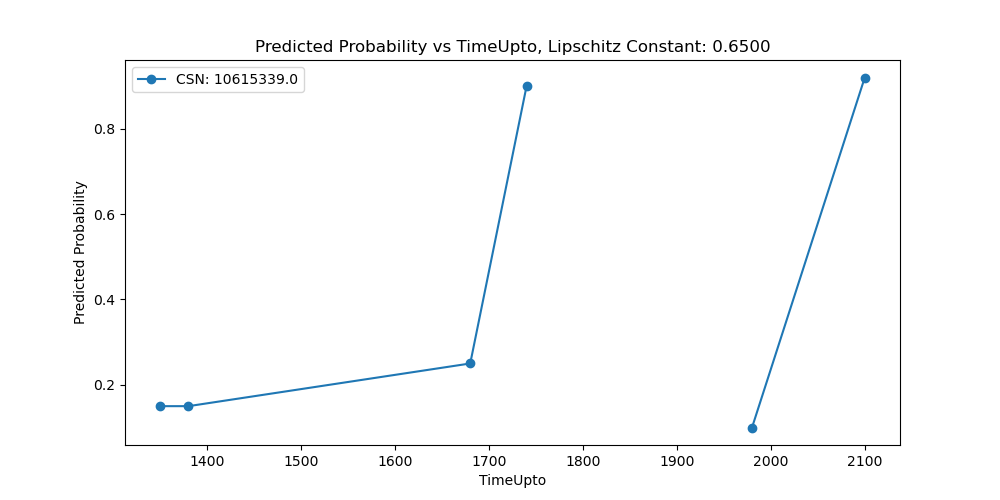 Predicted Probability vs TimeUpto, Lipschitz Constant: 0.6500
CSN: 10615339.0
Predicted Probability
0.8
0.6
0.4
0.2
1400 1500 1600 1700 1800 1900 2000 2100
TimeUpto